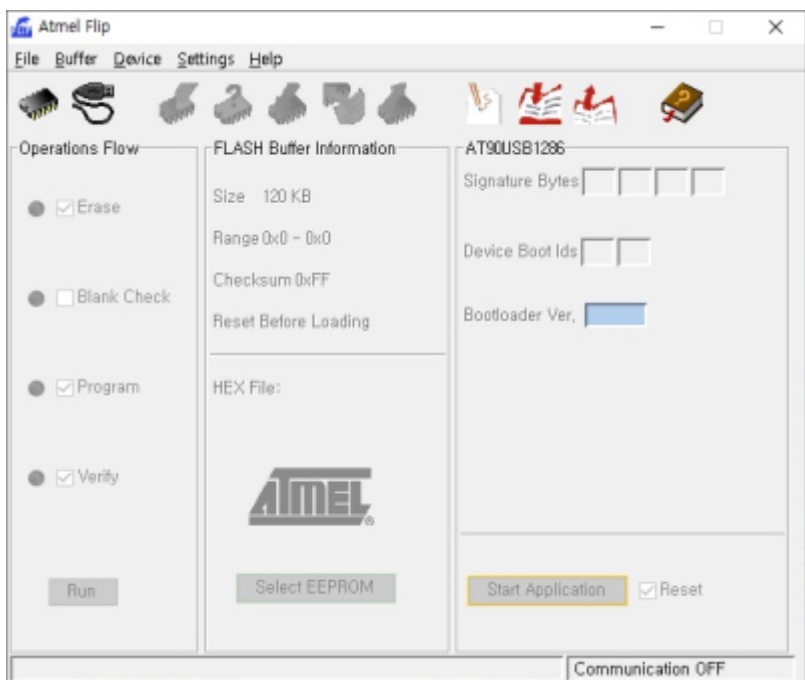 Atmel Flip
File Buffer Device Settings Help
Operations Flow
Erase
Blank Check
Program
Verify
Run
FLASH Buffer Information
Size 120 KB
Range 0x0 - 0x0
Checksum 0xFF
Reset Before Loading
HEX File:
ATMEL
Select EEPROM
AT90USB1286
Signature Bytes
Device Boot Ids
Bootloader Ver.
Start Application Reset
Communication OFF